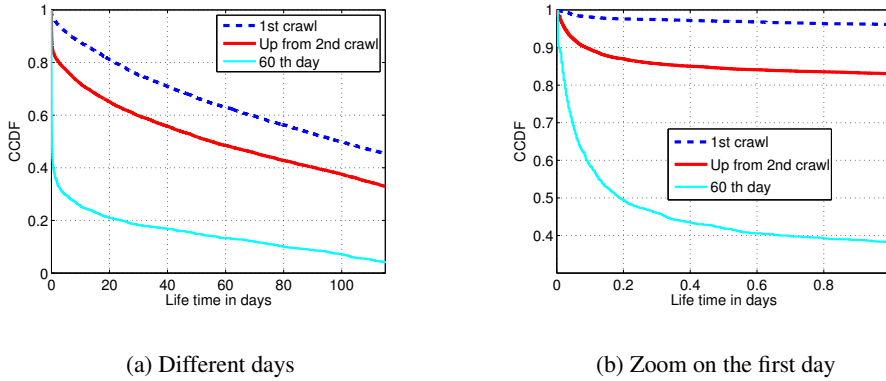 1
0.8
0.6
0.4
0.2
0
CCDF
0 20 40 60 80 100
Life time in days
1st crawl
Up from 2nd crawl
60 th day
(a) Different days
1
0.9
0.8
0.7
0.6
0.5
0.4
CCDF
0 0.2 0.4 0.6 0.8
Life time in days
1st crawl
Up from 2nd crawl
60 th day
(b) Zoom on the first day